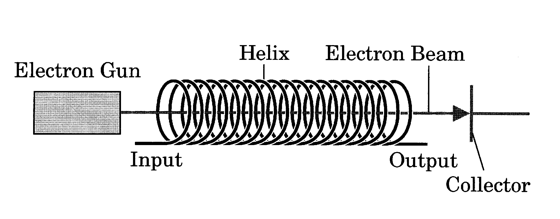 Helix
Electron Beam
Electron Gun
Input
Output
Collector